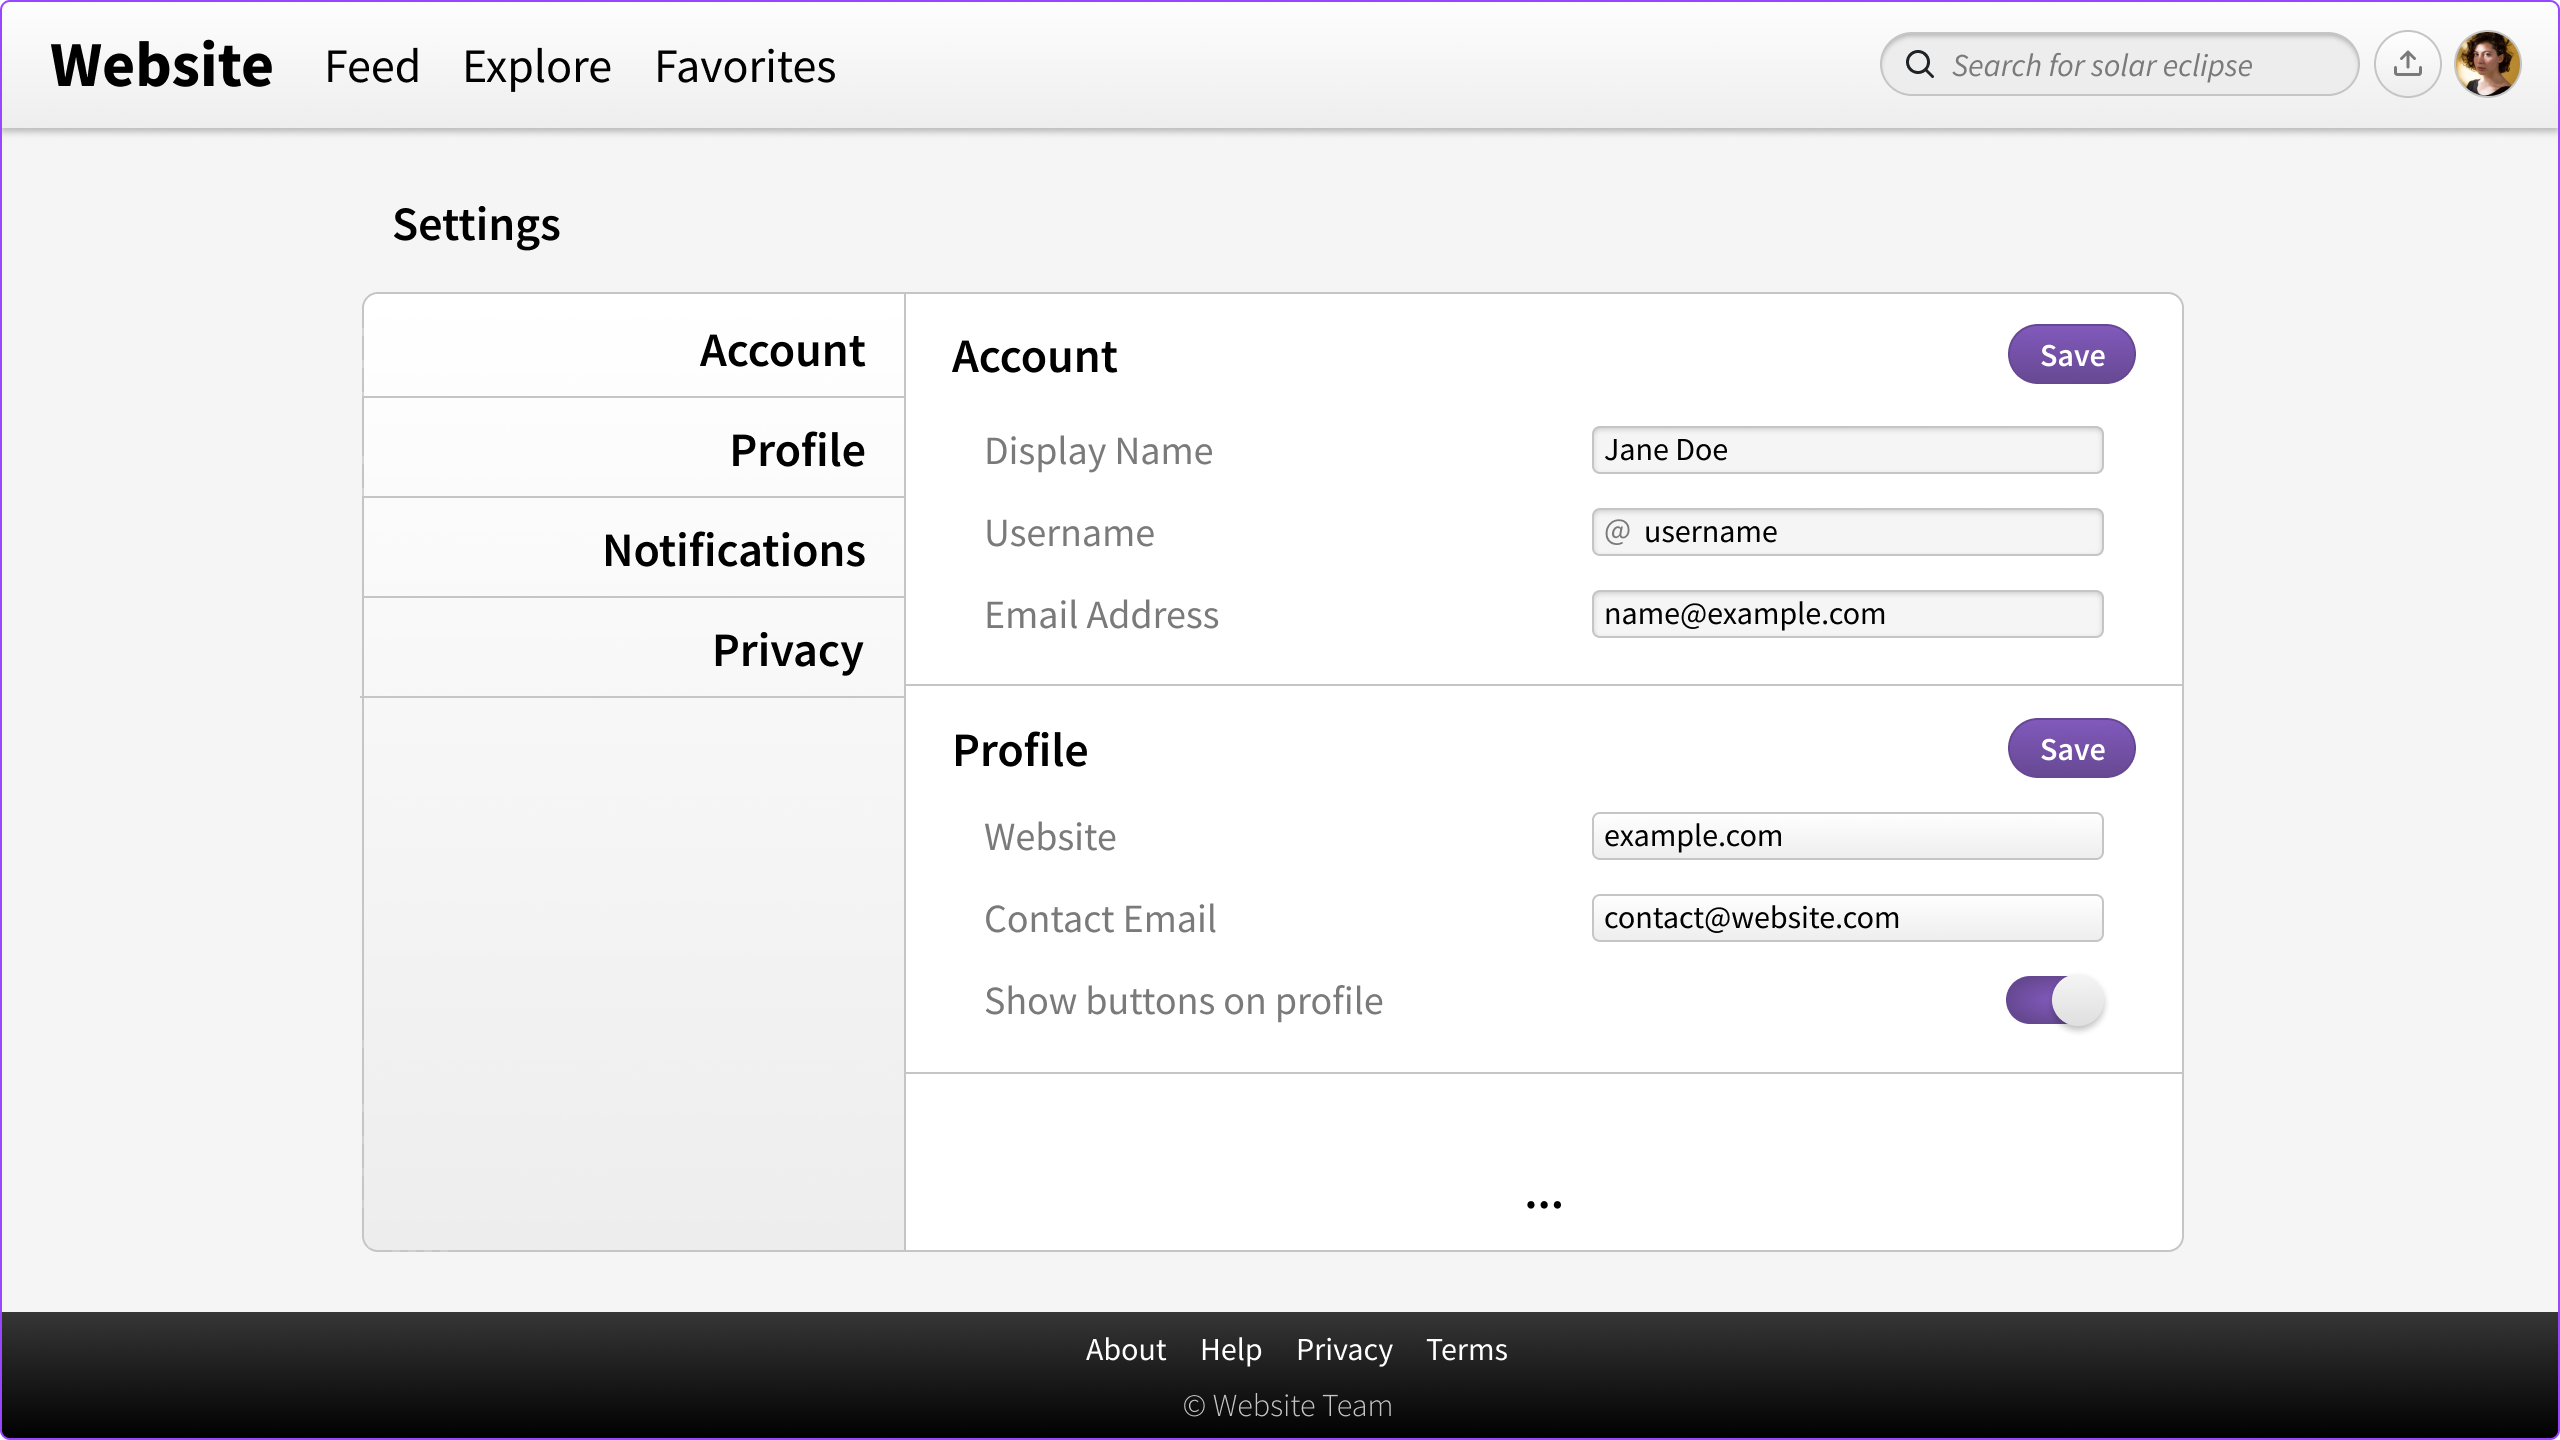 Website Feed Explore Favorites Search for solar eclipse
Settings
Account
Profile
Notifications
Privacy
Account Save
Display Name Jane Doe
Username @ username
Email Address name@example.com
Profile Save
Website example.com
Contact Email contact@website.com
Show buttons on profile
...
About Help Privacy Terms
© Website Team